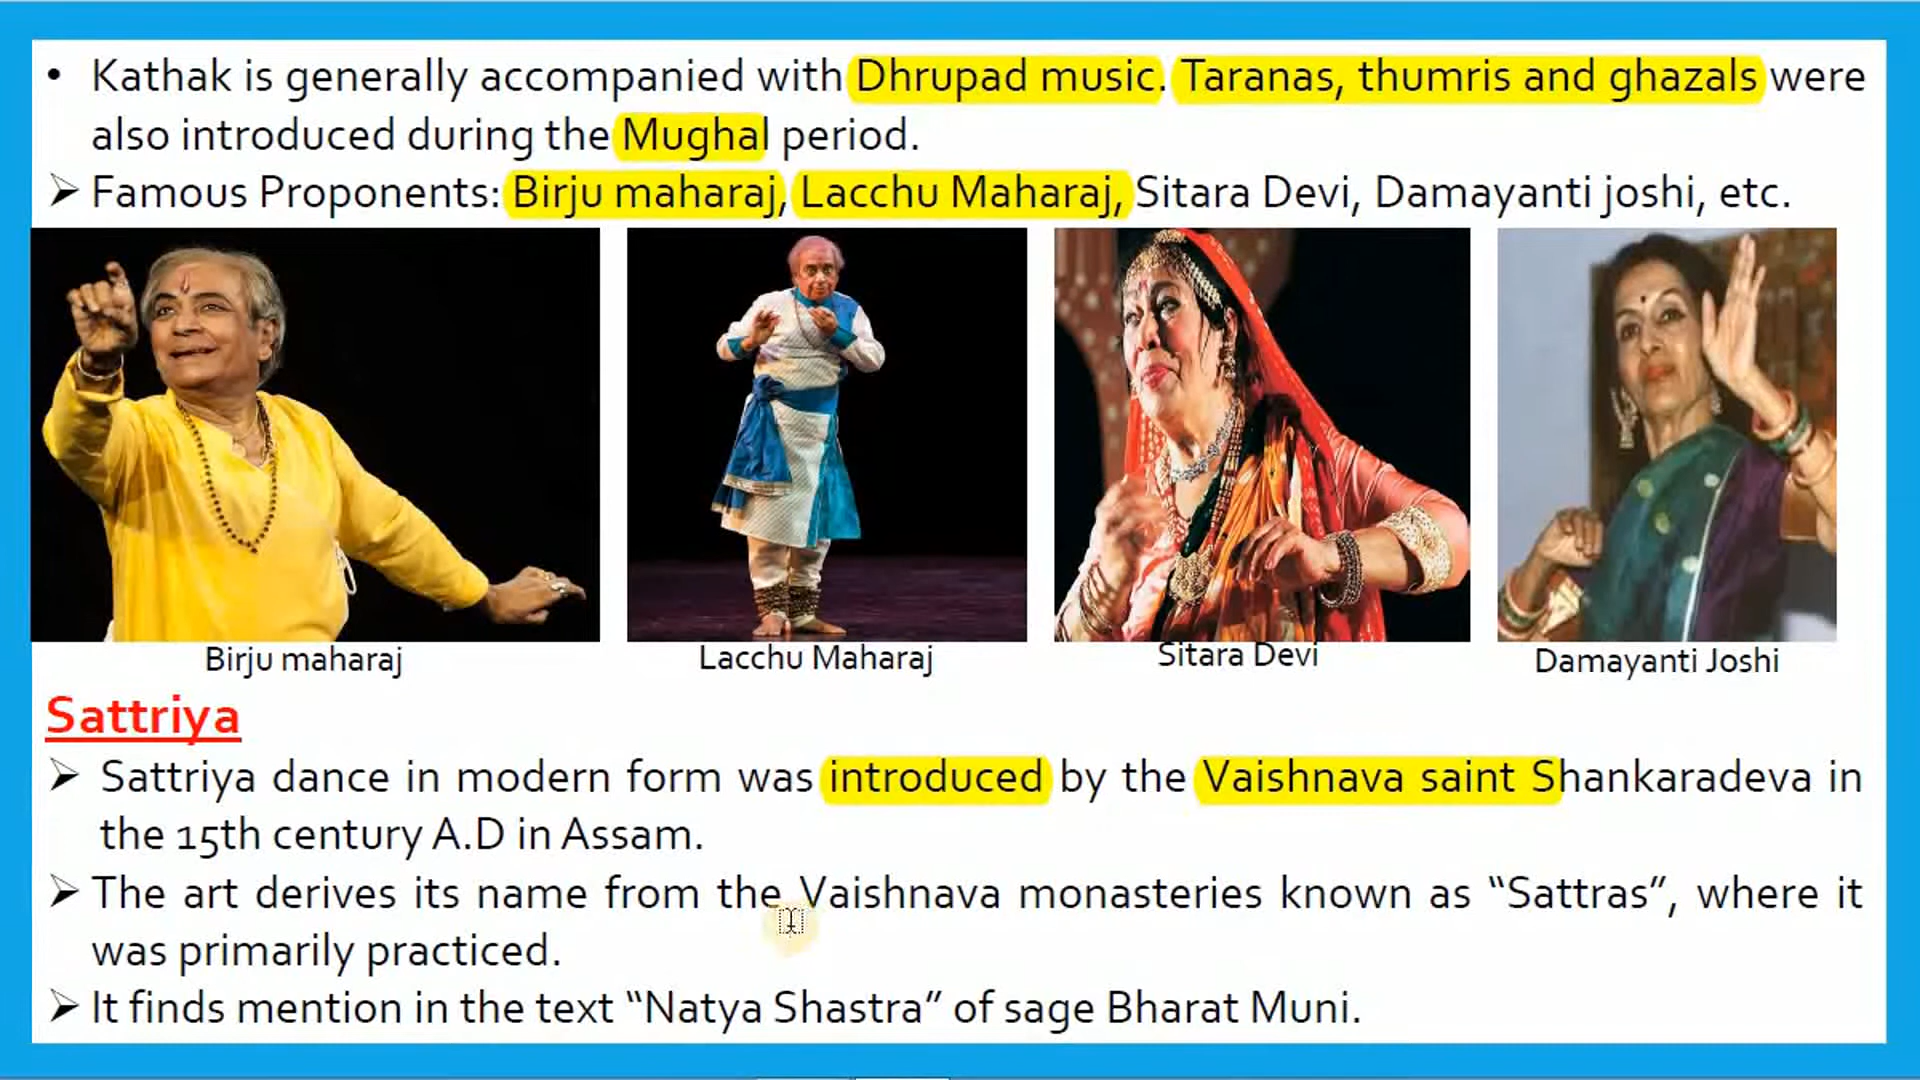 • Kathak is generally accompanied with Dhrupad music. Taranas, thumris and ghazals were
also introduced during the Mughal period.
➢ Famous Proponents: Birju maharaj, Lacchu Maharaj, Sitara Devi, Damayanti joshi, etc.
Birju maharaj
Lacchu Maharaj
Sitara Devi
Damayanti Joshi
Sattriya
➢ Sattriya dance in modern form was introduced by the Vaishnava saint Shankaradeva in
the 15th century A.D in Assam.
➢ The art derives its name from the Vaishnava monasteries known as “Sattras”, where it
was primarily practiced.
➢ It finds mention in the text “Natya Shastra” of sage Bharat Muni.